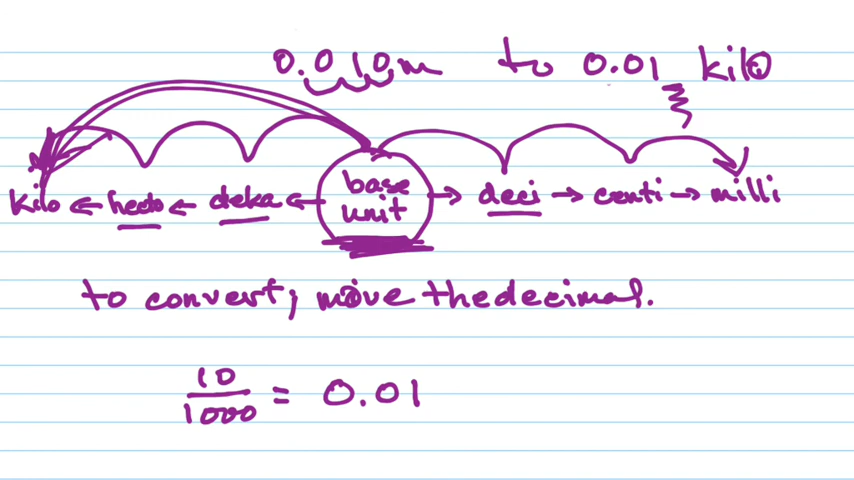 0.010m to 0.01 kilo
kilo ← hecto ← deka ← base unit → deci → centi → milli
to convert, move the decimal.
10/1000 = 0.01